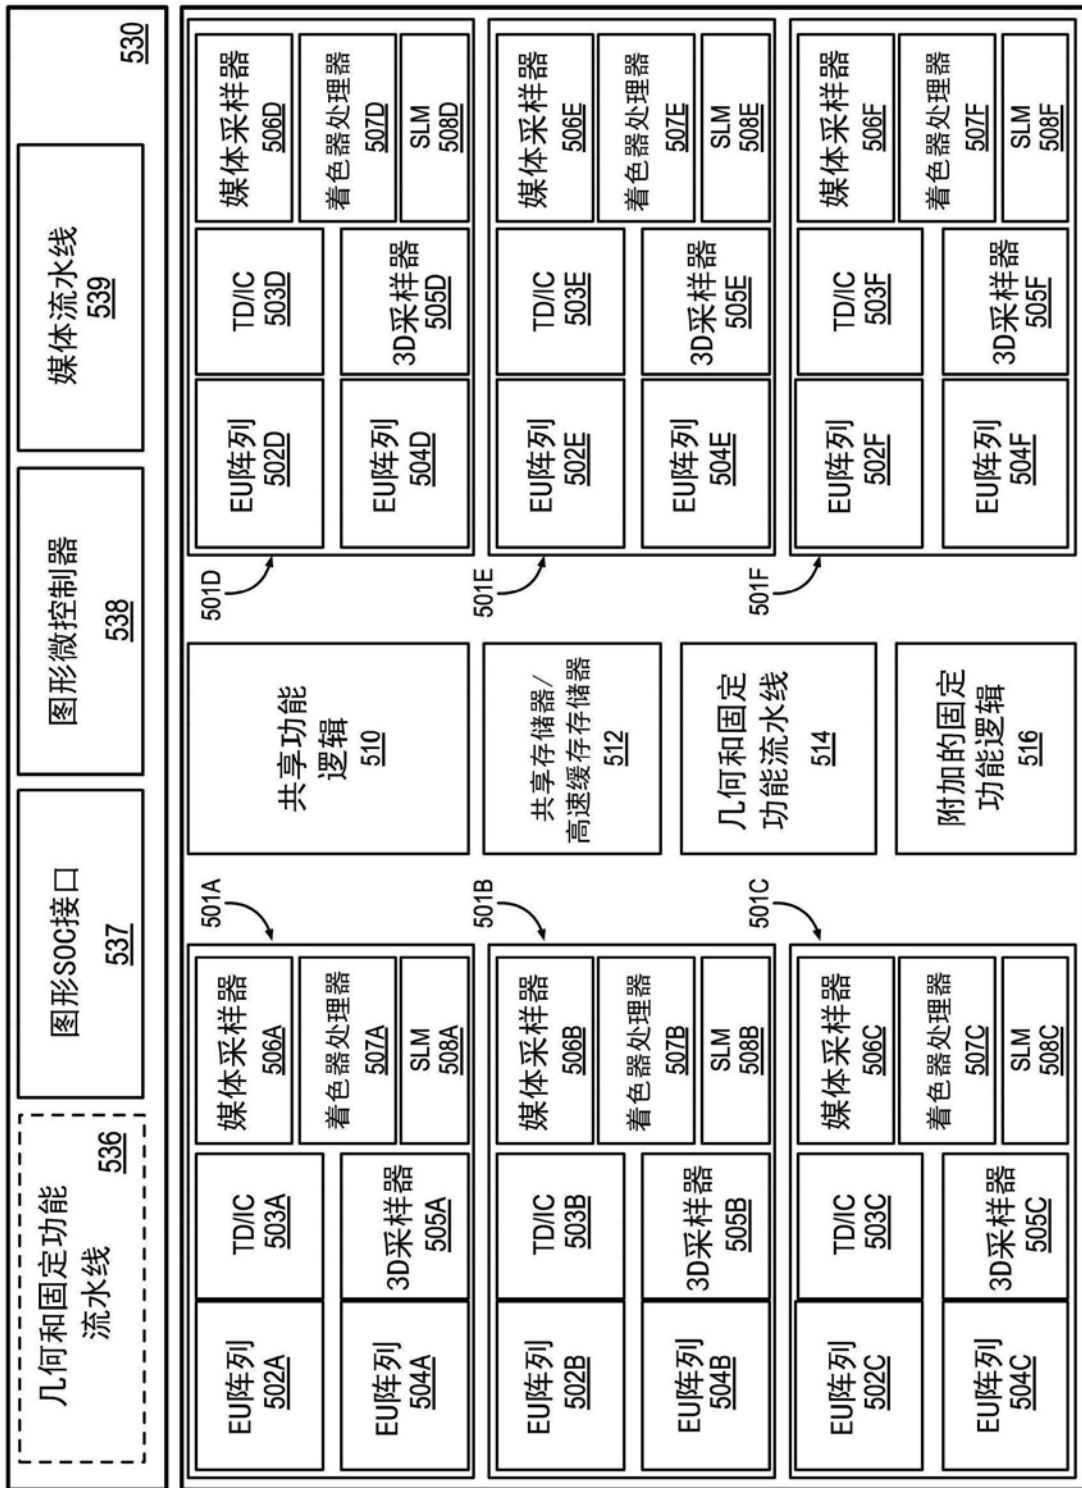 几何和固定功能
流水线
536
图形SOC接口
537
图形微控制器
538
媒体流水线
539
530
501A
EU阵列
502A
TD/IC
503A
媒体采样器
506A
着色器处理器
507A
EU阵列
504A
3D采样器
505A
SLM
508A
共享功能
逻辑
510
501D
EU阵列
502D
TD/IC
503D
媒体采样器
506D
着色器处理器
507D
EU阵列
504D
3D采样器
505D
SLM
508D
501B
EU阵列
502B
TD/IC
503B
媒体采样器
506B
着色器处理器
507B
EU阵列
504B
3D采样器
505B
SLM
508B
共享存储器/
高速缓存存储器
512
501E
EU阵列
502E
TD/IC
503E
媒体采样器
506E
着色器处理器
507E
EU阵列
504E
3D采样器
505E
SLM
508E
几何和固定
功能流水线
514
501C
EU阵列
502C
TD/IC
503C
媒体采样器
506C
着色器处理器
507C
EU阵列
504C
3D采样器
505C
SLM
508C
附加的固定
功能逻辑
516
501F
EU阵列
502F
TD/IC
503F
媒体采样器
506F
着色器处理器
507F
EU阵列
504F
3D采样器
505F
SLM
508F